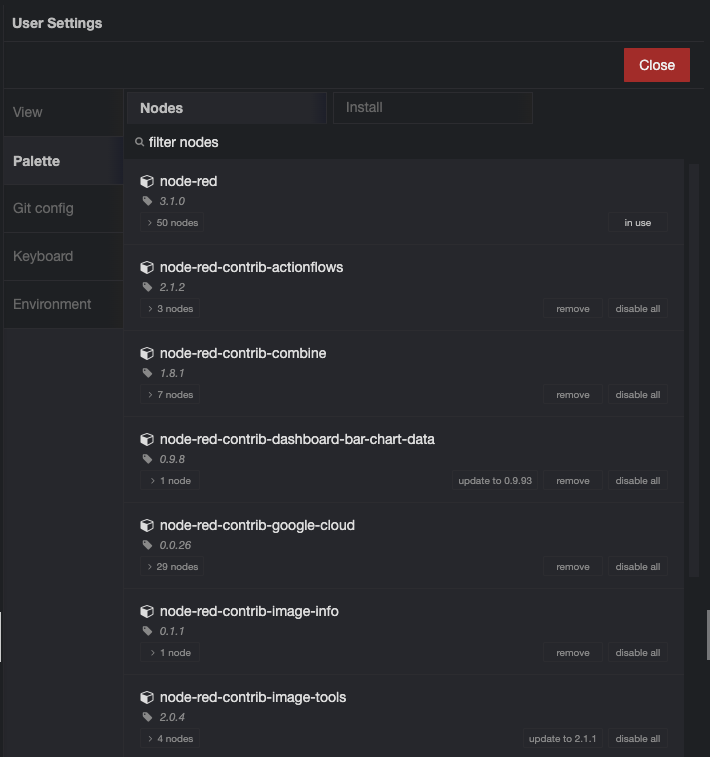 User Settings
Close
View
Palette
Git config
Keyboard
Environment
Nodes
Install
filter nodes
node-red
3.1.0
50 nodes
in use
node-red-contrib-actionflows
2.1.2
3 nodes
remove
disable all
node-red-contrib-combine
1.8.1
7 nodes
remove
disable all
node-red-contrib-dashboard-bar-chart-data
0.9.8
1 node
update to 0.9.93
remove
disable all
node-red-contrib-google-cloud
0.0.26
29 nodes
remove
disable all
node-red-contrib-image-info
0.1.1
1 node
remove
disable all
node-red-contrib-image-tools
2.0.4
4 nodes
update to 2.1.1
disable all